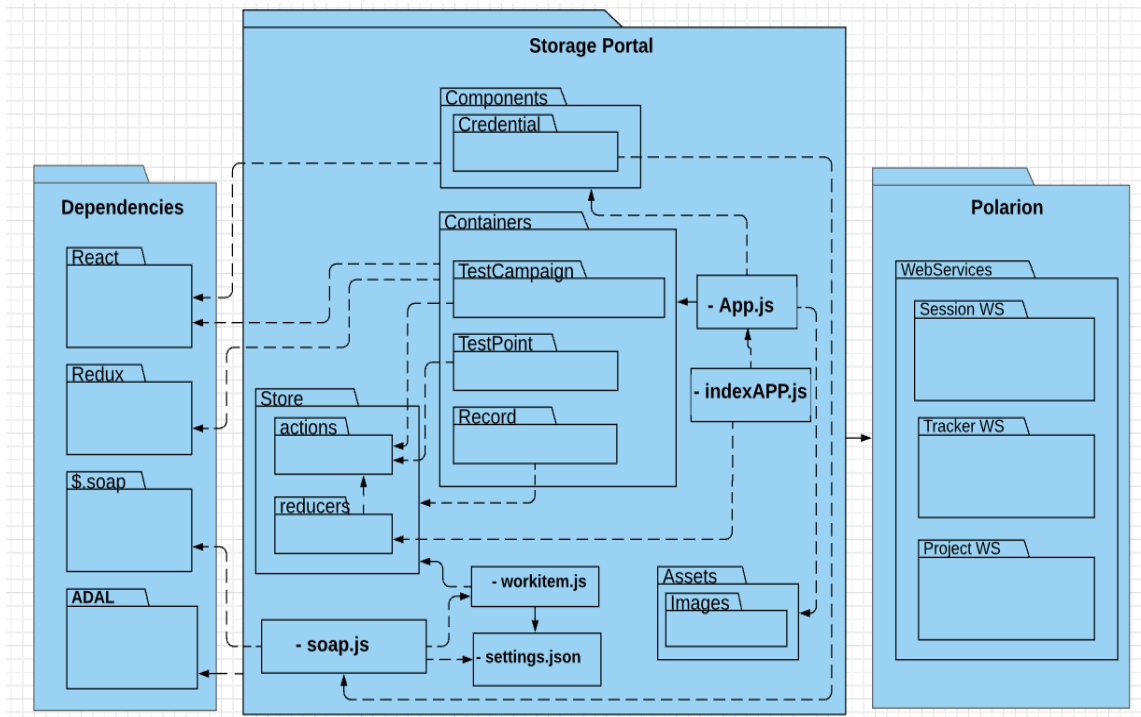 Storage Portal
Components
Credential
Dependencies
Polarion
Containers
React
TestCampaign
WebServices
- App.js
Session WS
TestPoint
Redux
- indexAPP.js
Store
Record
actions
Tracker WS
$.soap
reducers
Project WS
- workitem.js
Assets
ADAL
Images
- soap.js
- settings.json